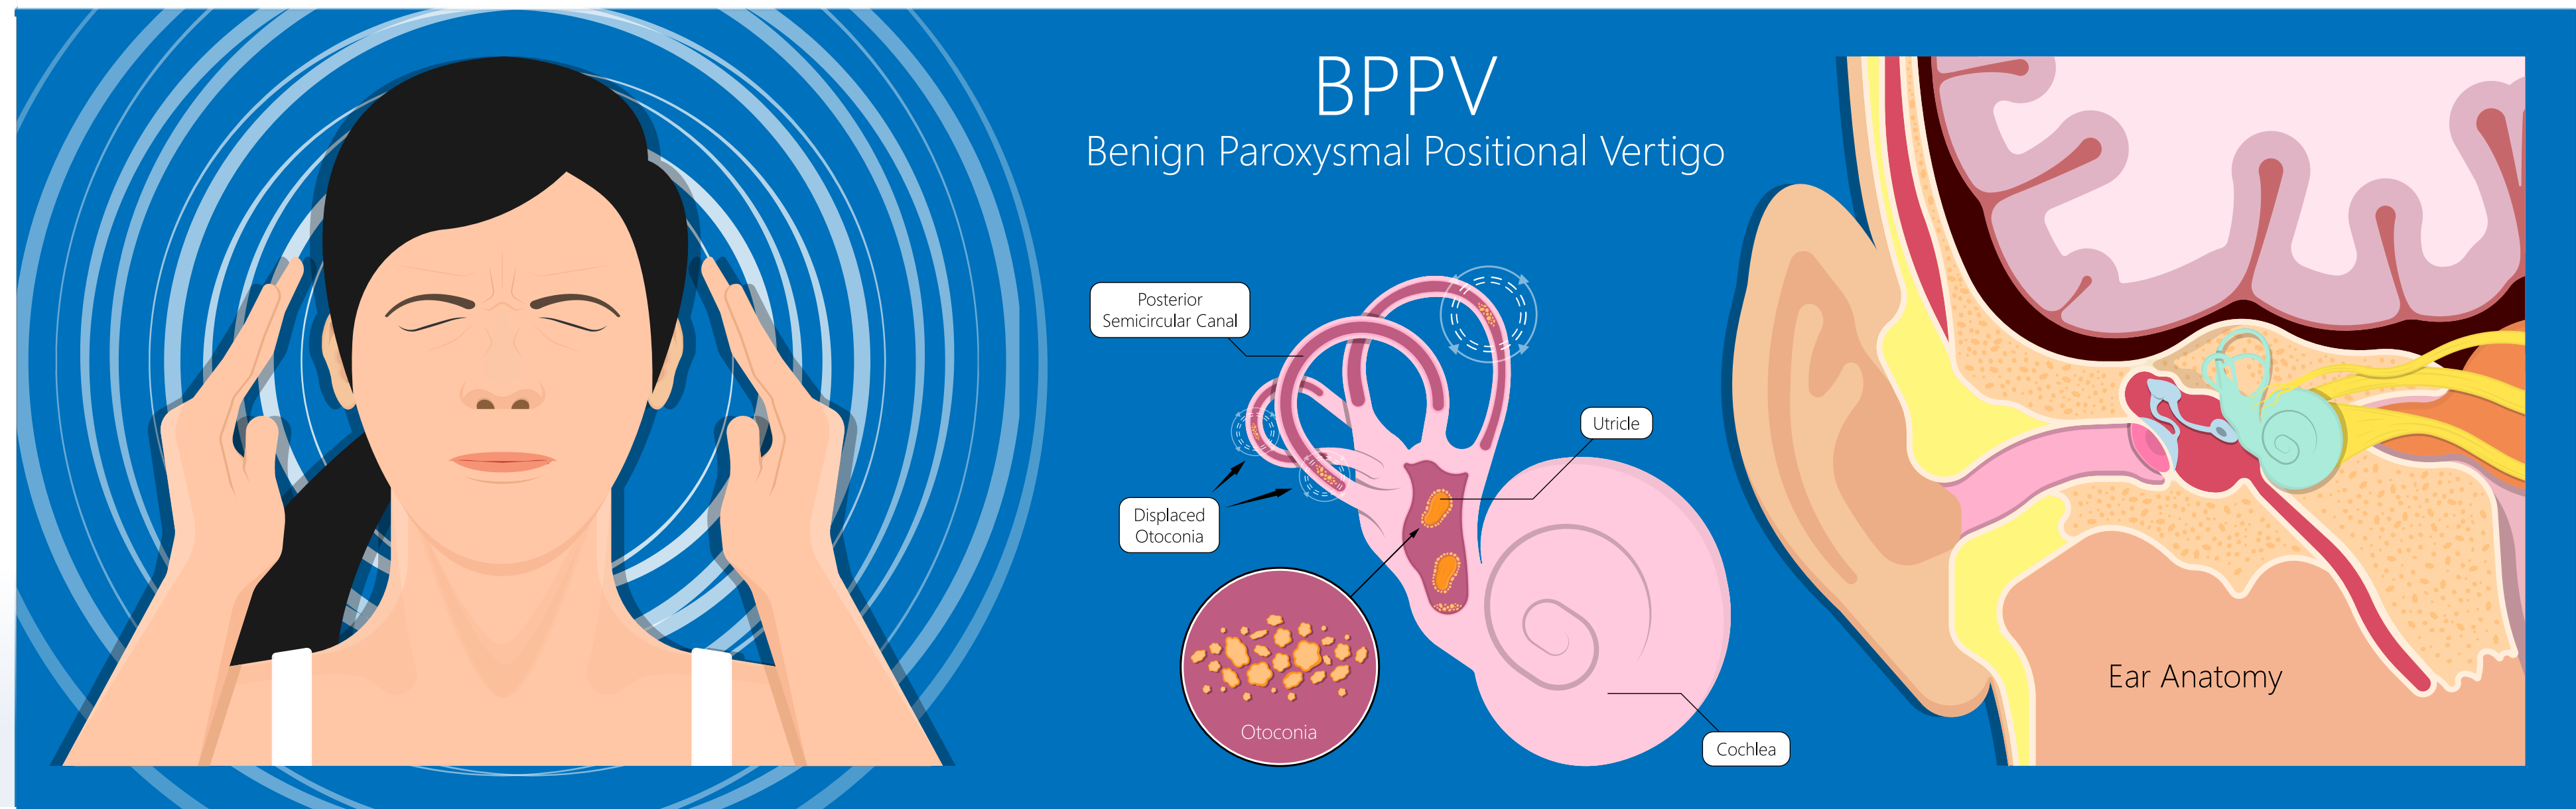 BPPV
Benign Paroxysmal Positional Vertigo
Posterior
Semicircular Canal
Utricle
Displaced
Otoconia
Otoconia
Cochlea
Ear Anatomy